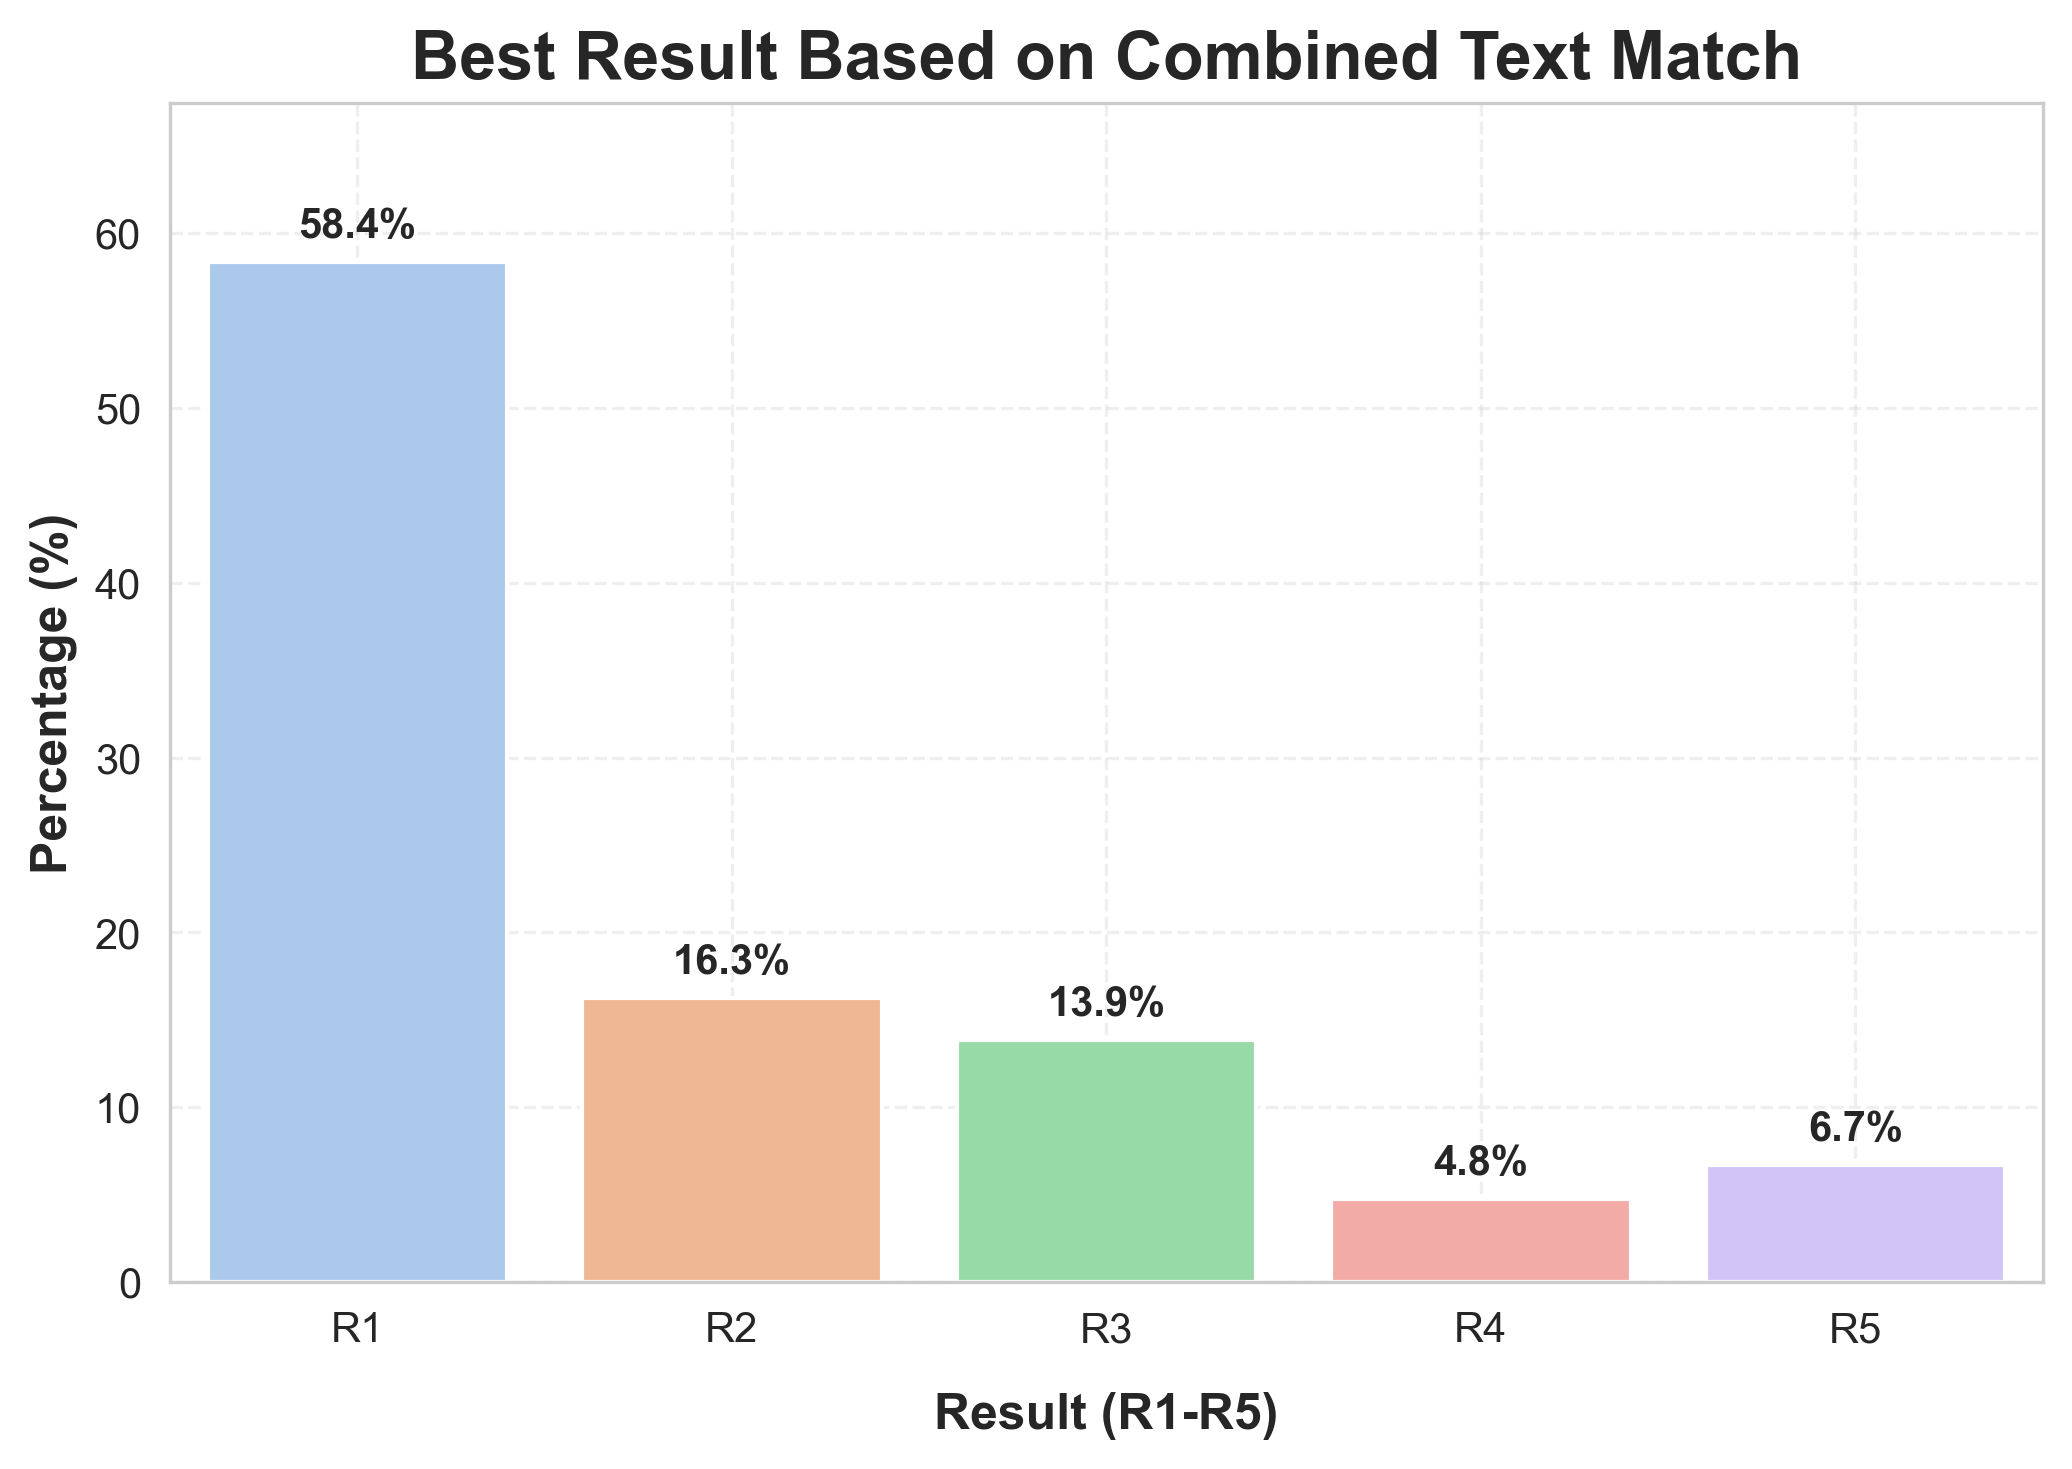 Best Result Based on Combined Text Match
Percentage (%)
60
50
40
30
20
10
0
58.4%
16.3%
13.9%
4.8%
6.7%
R1
R2
R3
R4
R5
Result (R1-R5)